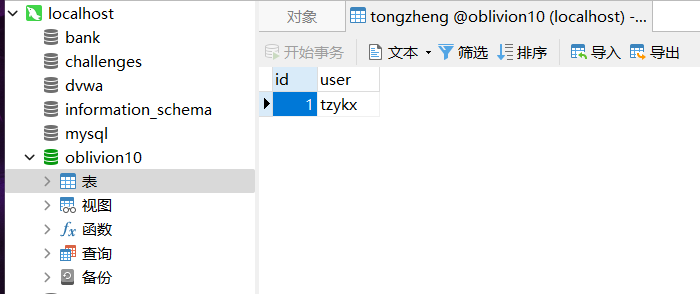 localhost
bank
challenges
dvwa
information_schema
mysql
oblivion10
表
视图
fx 函数
查询
备份
对象 tongzheng @oblivion10 (localhost) -...
开始事务 文本 筛选 排序 导入 导出
id user
1 tzykx